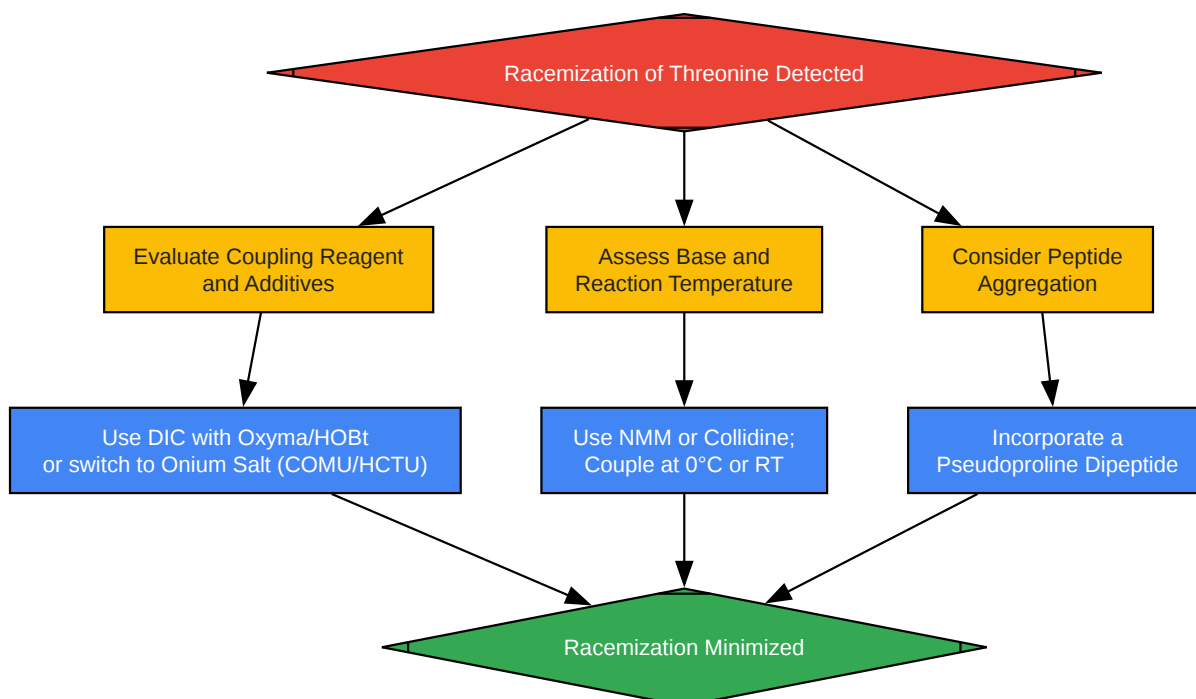 Racemization of Threonine Detected
Evaluate Coupling Reagent
and Additives
Assess Base and
Reaction Temperature
Consider Peptide
Aggregation
Use DIC with Oxyma/HOBt
or switch to Onium Salt (COMU/HCTU)
Use NMM or Collidine;
Couple at 0°C or RT
Incorporate a
Pseudoproline Dipeptide
Racemization Minimized